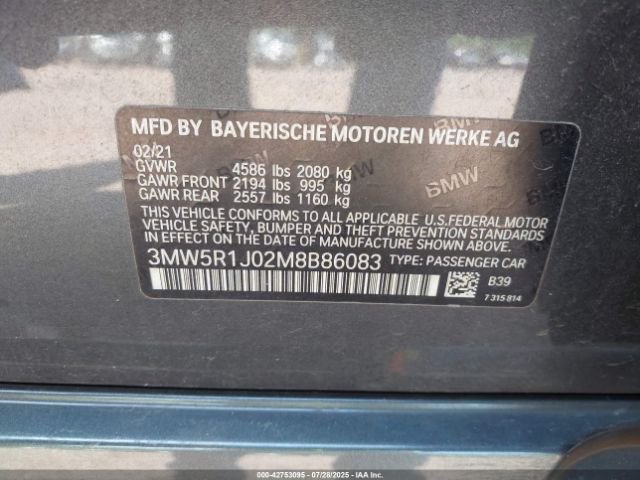 MFD BY BAYERISCHE MOTOREN WERKE AG
02/21
GVWR 4586 lbs 2080 kg
GAWR FRONT 2194 lbs 995 kg
GAWR REAR 2557 lbs 1160 kg
THIS VEHICLE CONFORMS TO ALL APPLICABLE U.S.FEDERAL MOTOR
VEHICLE SAFETY, BUMPER AND THEFT PREVENTION
STANDARDS IN EFFECT ON THE DATE OF MANUFACTURE SHOWN ABOVE.
3MW5R1J02M8B86083 TYPE: PASSENGER CAR
B39
7 315 814
BMW
BMW
BMW
000-42753095 07/28/2025 IAA, Inc.